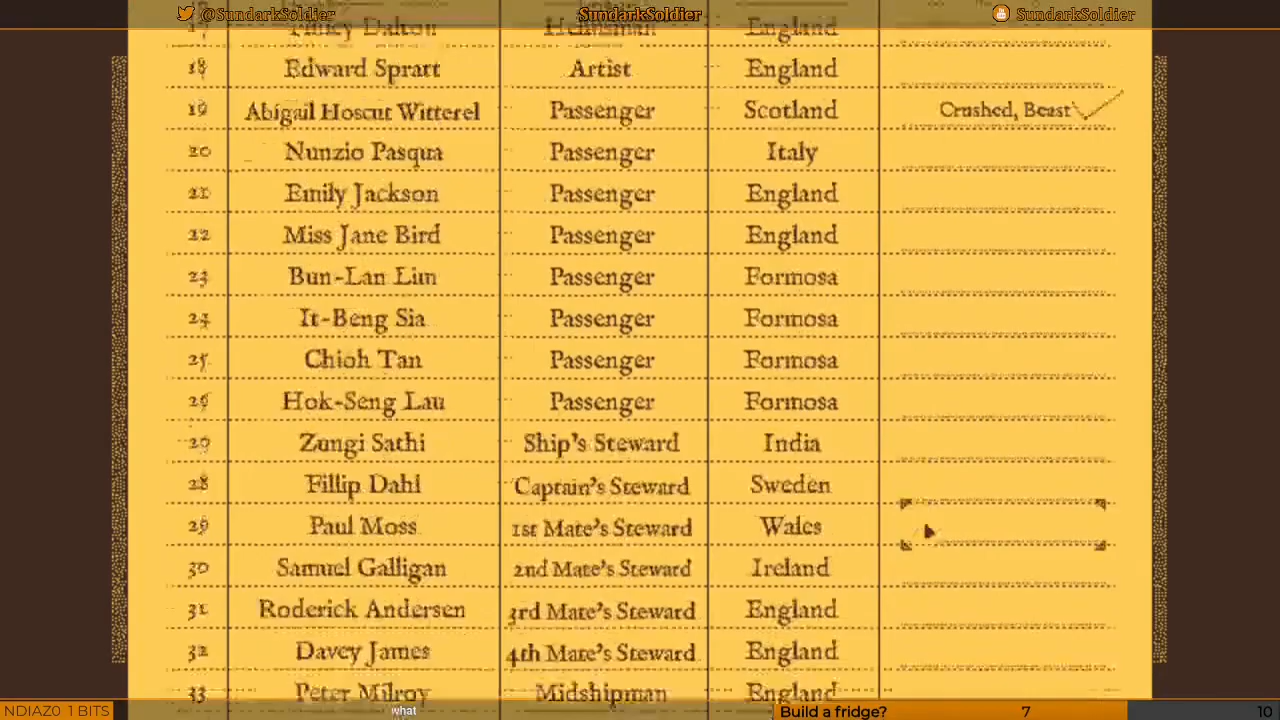 @SundarkSoldier SundarkSoldier SundarkSoldier
Dalton Helmsman England
18 Edward Spratt Artist England
19 Abigail Hoscut Witterel Passenger Scotland Crushed, Beast
20 Nunzio Pasqua Passenger Italy
21 Emily Jackson Passenger England
22 Miss Jane Bird Passenger England
23 Bun-Lan Lim Passenger Formosa
24 It-Beng Sia Passenger Formosa
25 Chioh Tan Passenger Formosa
26 Hok-Seng Lau Passenger Formosa
Zungi Sathi Ship's Steward India
28 Fillip Dahl Captain's Steward Sweden
29 Paul Moss 1st Mate's Steward Wales
30 Samuel Galligan 2nd Mate's Steward Ireland
31 Roderick Andersen 3rd Mate's Steward England
32 Davey James 4th Mate's Steward England
33 Peter Milroy Midshipman England
NDIAZ0 1 BITS what Build a fridge? 7 10